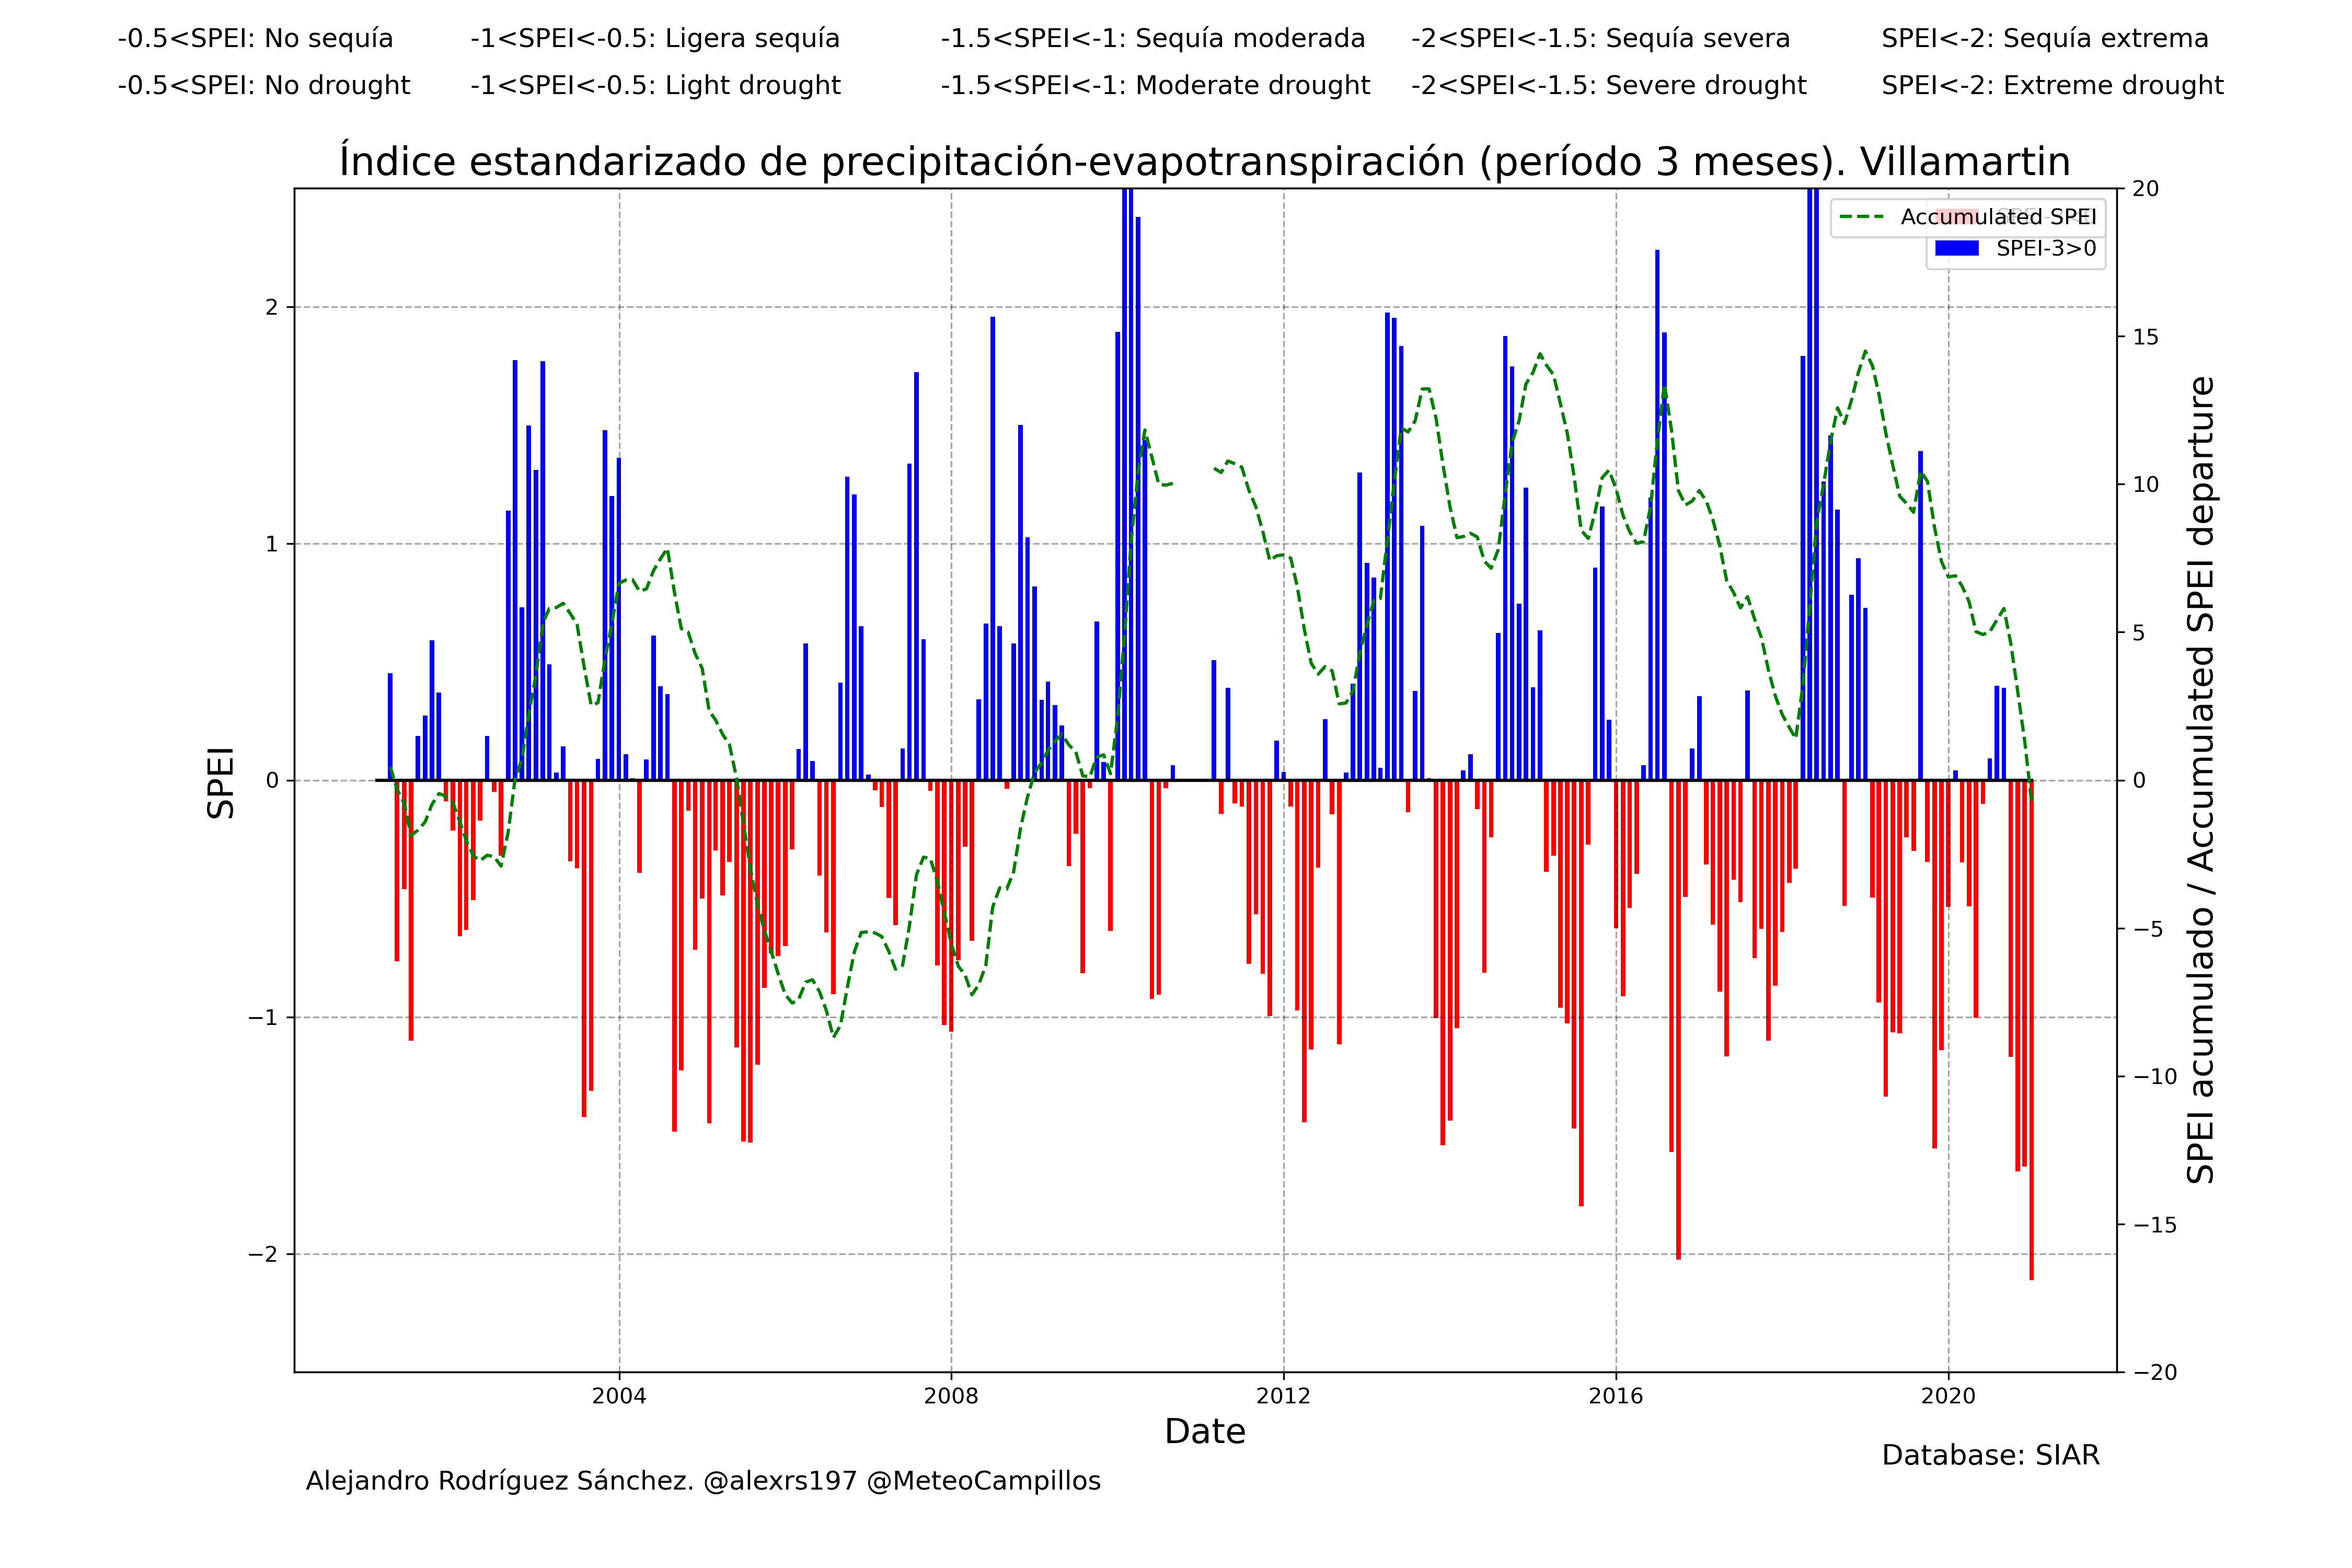 -0.5<SPEI: No sequía -1<SPEI<-0.5: Ligera sequía -1.5<SPEI<-1: Sequía moderada -2<SPEI<-1.5: Sequía severa SPEI<-2: Sequía extrema
-0.5<SPEI: No drought -1<SPEI<-0.5: Light drought -1.5<SPEI<-1: Moderate drought -2<SPEI<-1.5: Severe drought SPEI<-2: Extreme drought
Índice estandarizado de precipitación-evapotranspiración (período 3 meses). Villamartin
Accumulated SPEI
SPEI-3>0
SPEI
2
1
0
−1
−2
20
15
10
5
0
−5
−10
−15
−20
SPEI acumulado / Accumulated SPEI departure
2004 2008 2012 2016 2020
Date
Database: SIAR
Alejandro Rodríguez Sánchez. @alexrs197 @MeteoCampillos